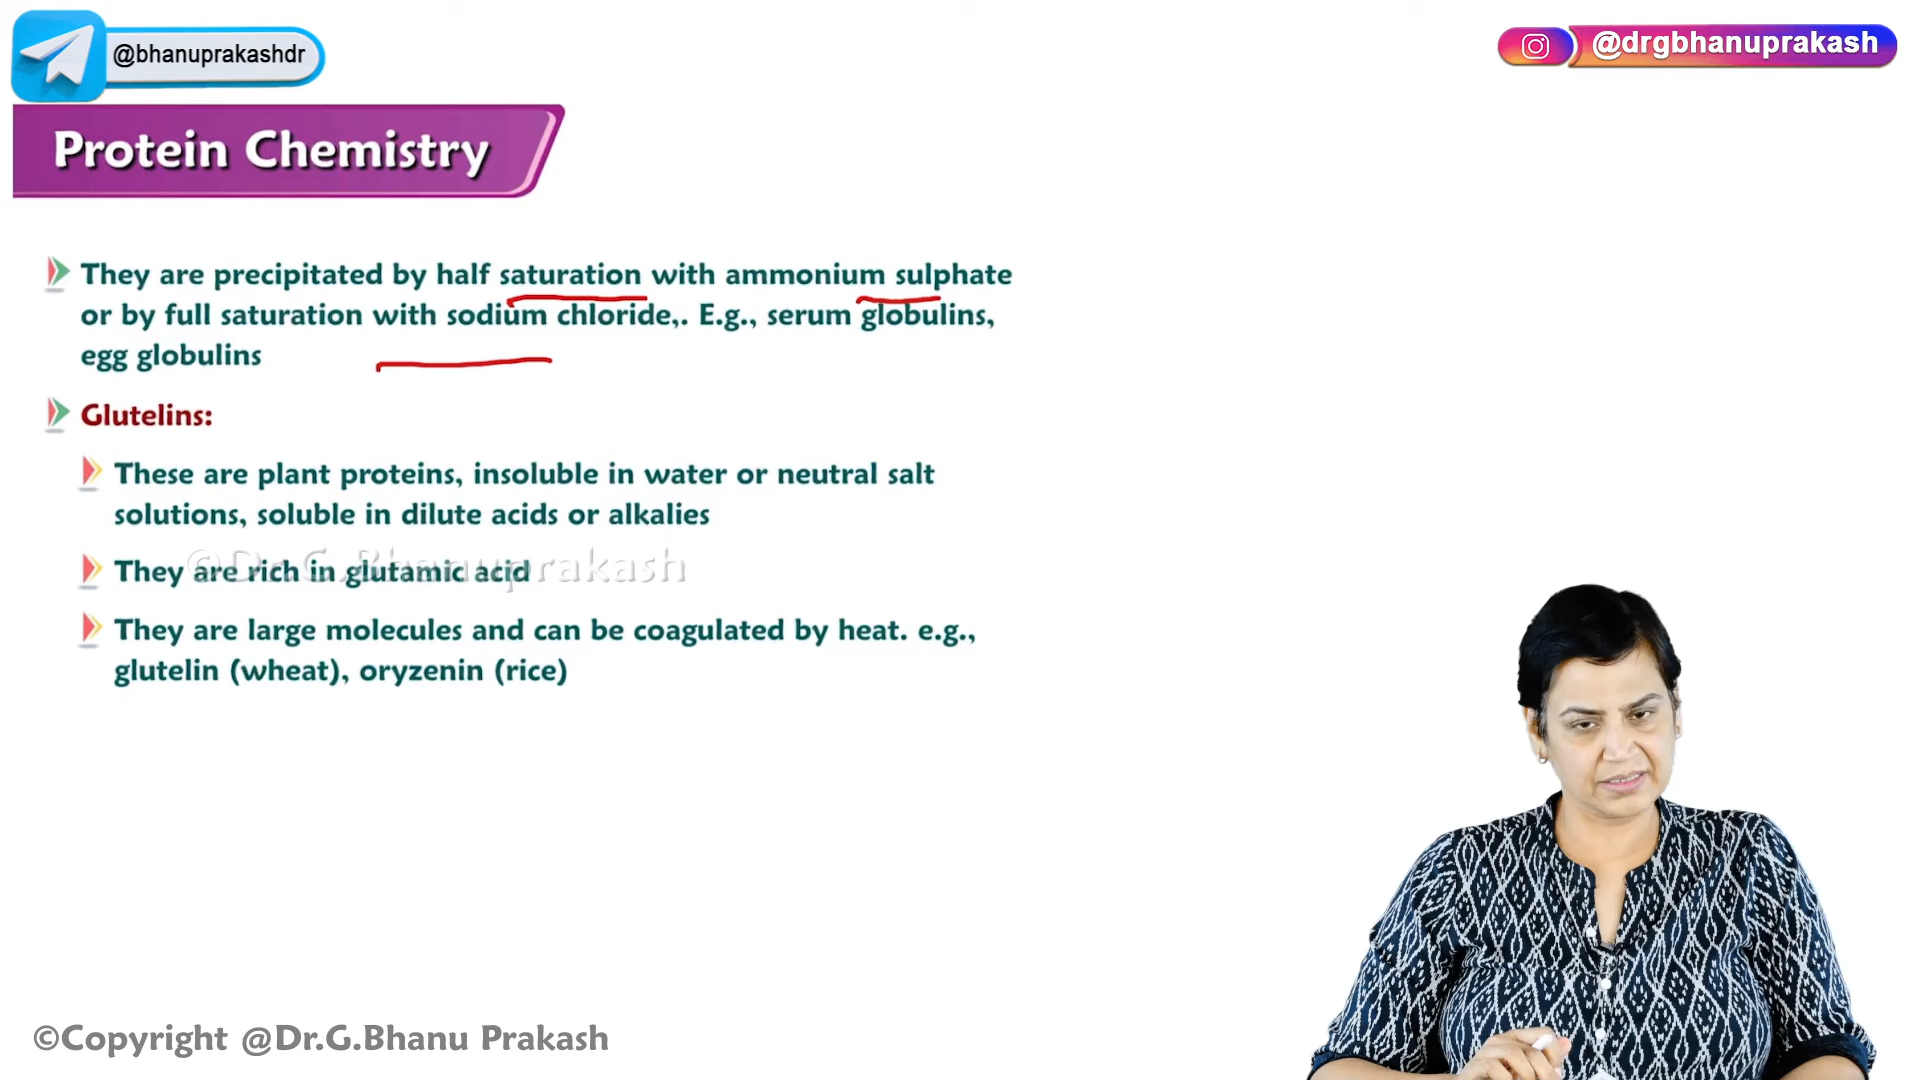 @bhanuprakashdr
@drgbhanuprakash
Protein Chemistry
They are precipitated by half saturation with ammonium sulphate
or by full saturation with sodium chloride,. E.g., serum globulins,
egg globulins
Glutelins:
These are plant proteins, insoluble in water or neutral salt
solutions, soluble in dilute acids or alkalies
©Dr.G.Bhanuprakash
They are rich in glutamic acid
They are large molecules and can be coagulated by heat. e.g.,
glutelin (wheat), oryzenin (rice)
©Copyright @Dr.G.Bhanu Prakash